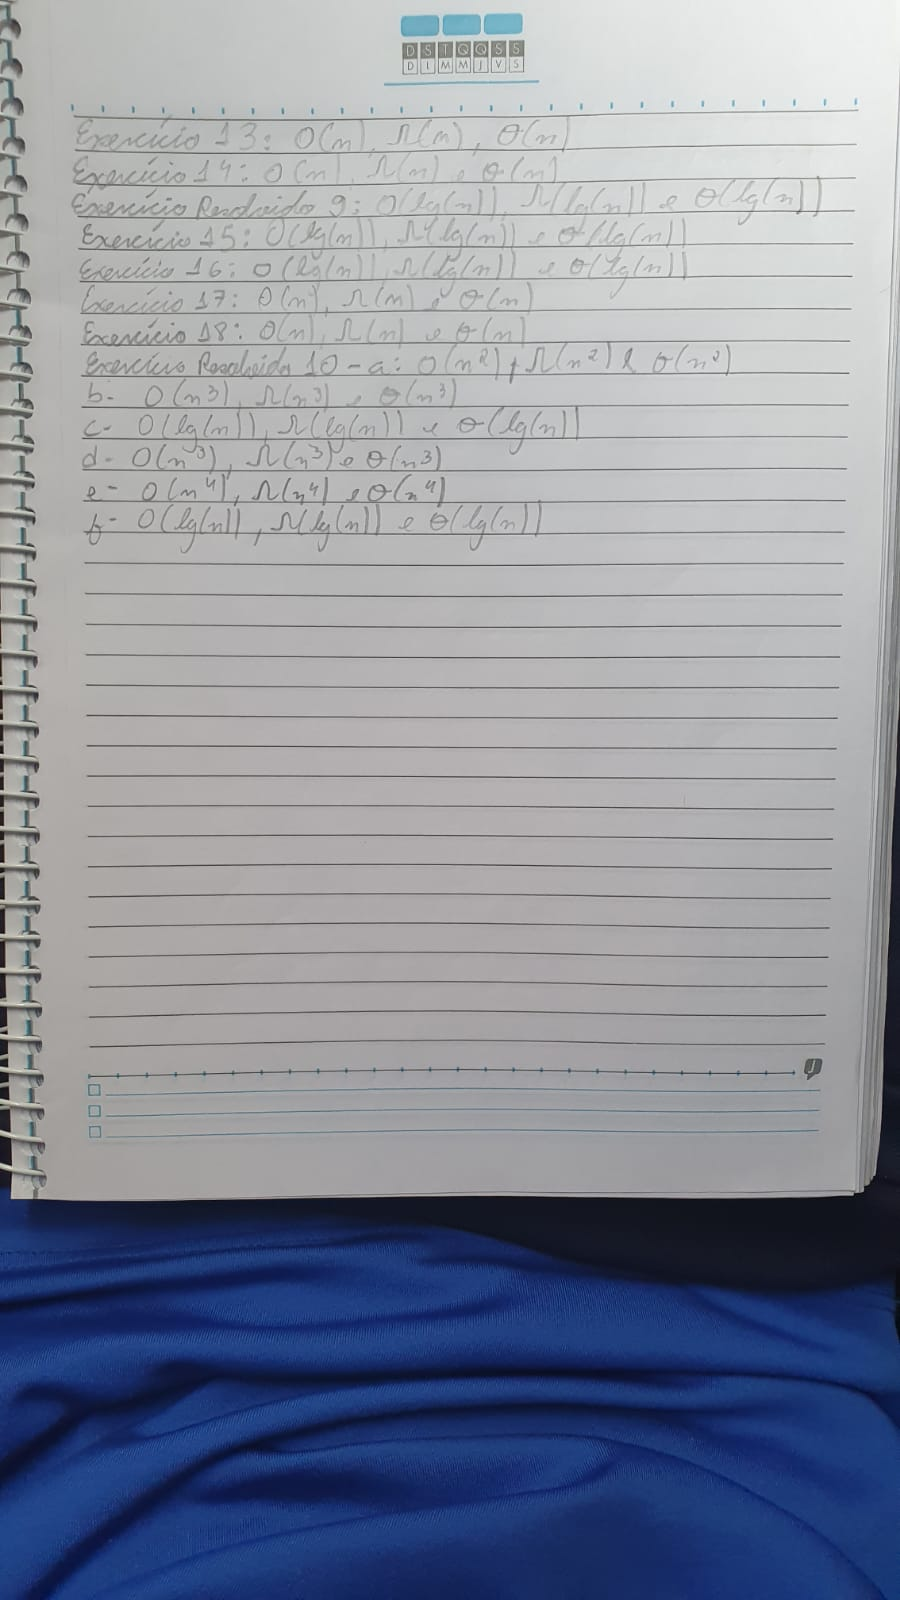 D S T Q Q S S
D L M M J V S
Exercício 13: O(n), Ω(n), Θ(n)
Exercício 14: O(n), Ω(n) e Θ(n)
Exercício Resolvido 9: O(lg(n)), Ω(lg(n)) e Θ(lg(n))
Exercício 15: O(lg(n)), Ω(lg(n)) e Θ(lg(n))
Exercício 16: O(lg(n)), Ω(lg(n)) e Θ(lg(n))
Exercício 17: O(n), Ω(n) e Θ(n)
Exercício 18: O(n), Ω(n) e Θ(n)
Exercício Resolvido 10-a: O(n²), Ω(n²) e Θ(n²)
b- O(n³), Ω(n³) e Θ(n³)
c- O(lg(n)), Ω(lg(n)) e Θ(lg(n))
d- O(n³), Ω(n³) e Θ(n³)
e- O(n⁴), Ω(n⁴) e Θ(n⁴)
f- O(lg(n)), Ω(lg(n)) e Θ(lg(n))